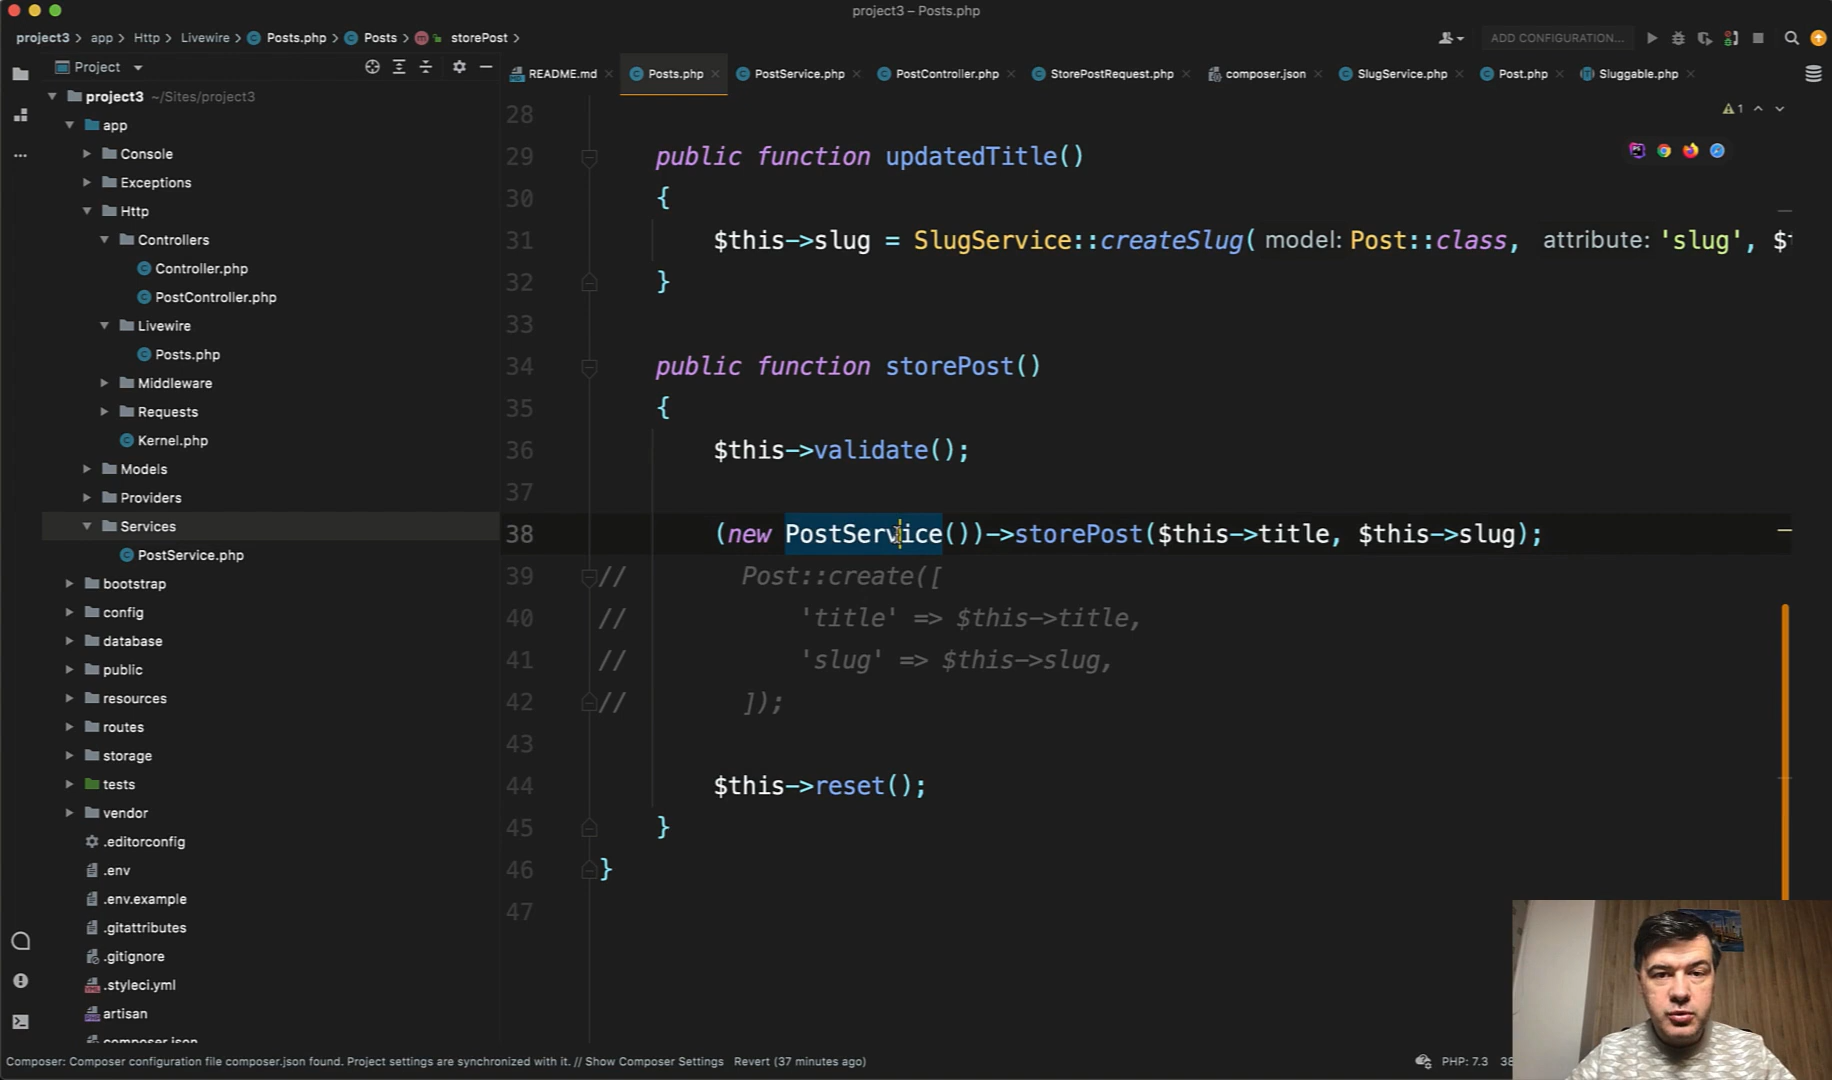 project3 – Posts.php
project3 > app > Http > Livewire > Posts.php > Posts > storePost >
ADD CONFIGURATION...
Project
README.md Posts.php PostService.php PostController.php StorePostRequest.php composer.json SlugService.php Post.php Sluggable.php
project3 ~/Sites/project3
app
Console
Exceptions
Http
Controllers
Controller.php
PostController.php
Livewire
Posts.php
Middleware
Requests
Kernel.php
Models
Providers
Services
PostService.php
bootstrap
config
database
public
resources
routes
storage
tests
vendor
.editorconfig
.env
.env.example
.gitattributes
.gitignore
.styleci.yml
artisan
composer.json
1
28
29 public function updatedTitle()
30 {
31 $this->slug = SlugService::createSlug( model: Post::class, attribute: 'slug', $t
32 }
33
34 public function storePost()
35 {
36 $this->validate();
37
38 (new PostService())->storePost($this->title, $this->slug);
39 // Post::create([
40 // 'title' => $this->title,
41 // 'slug' => $this->slug,
42 // ]);
43
44 $this->reset();
45 }
46 }
47
Composer: Composer configuration file composer.json found. Project settings are synchronized with it. // Show Composer Settings Revert (37 minutes ago)
PHP: 7.3 38